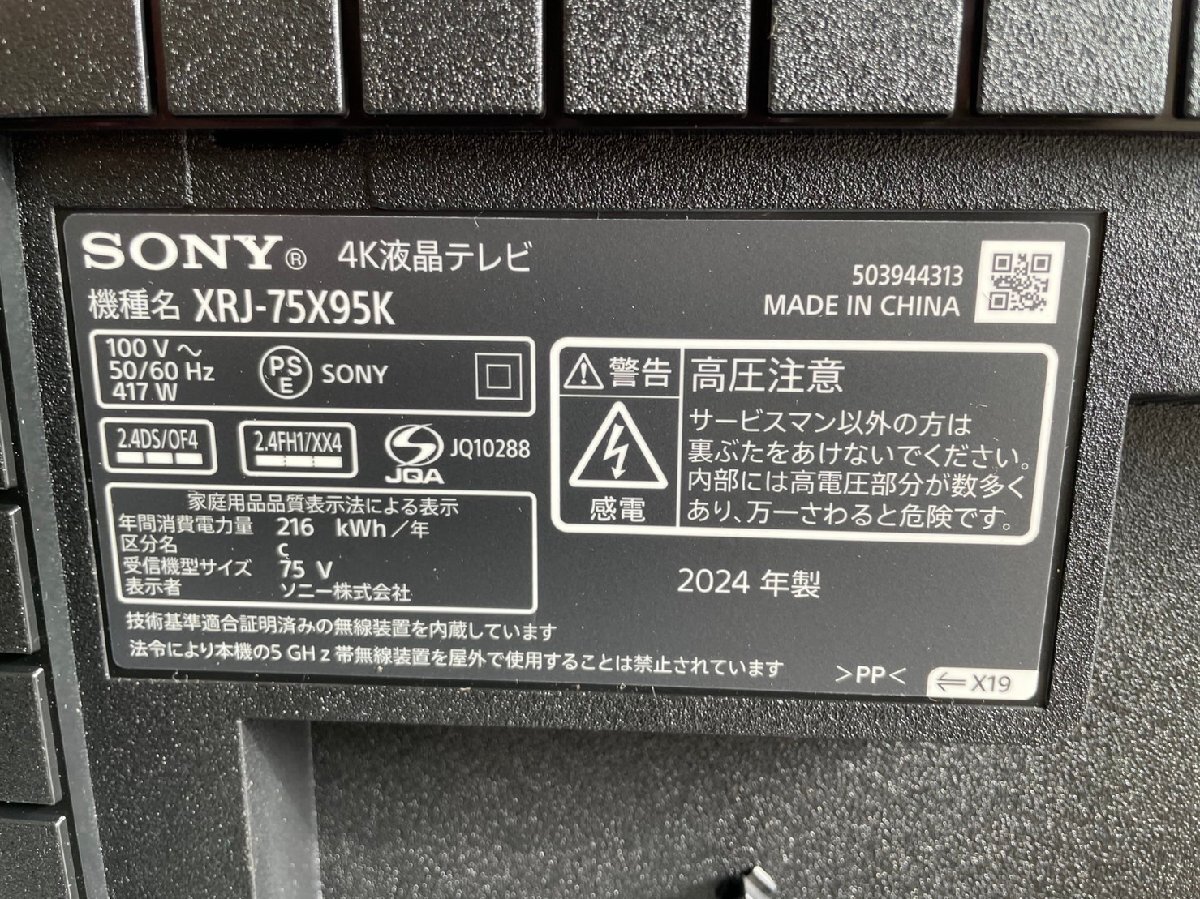 SONY® 4K液晶テレビ
機種名 XRJ-75X95K
503944313
MADE IN CHINA
100 V ～
50/60 Hz
417 W
PS
E
SONY
2.4DS/OF4
2.4FH1/XX4
JQA
JQ10288
家庭用品品質表示法による表示
年間消費電力量 216 kWh／年
区分名 c
受信機型サイズ 75 V
表示者 ソニー株式会社
警告
感電
高圧注意
サービスマン以外の方は
裏ぶたをあけないでください。
内部には高電圧部分が数多く
あり、万一さわると危険です。
2024 年製
技術基準適合証明済みの無線装置を内蔵しています
法令により本機の5 GHz 帯無線装置を屋外で使用することは禁止されています
>PP<
X19